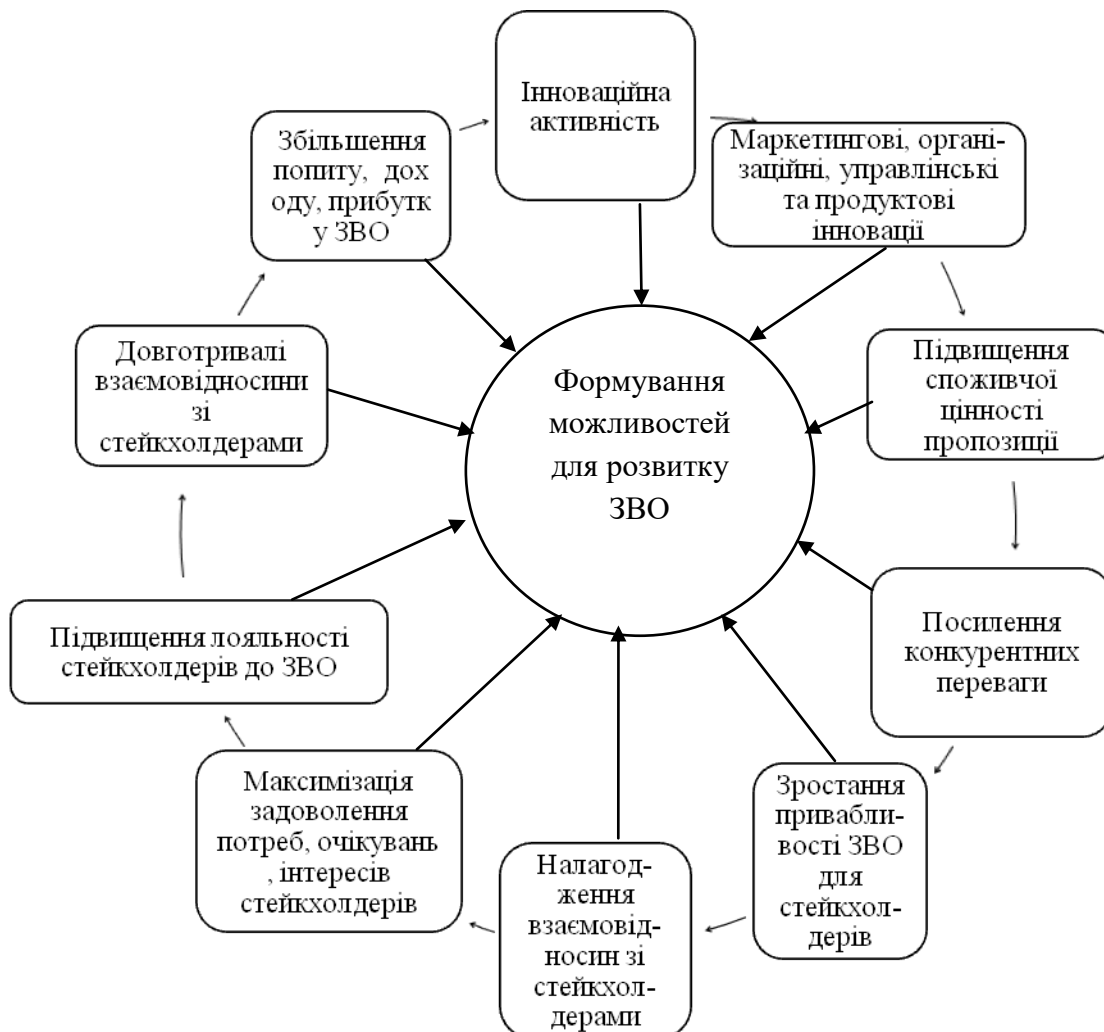 Інноваційна
активність
Маркетингові, органі-
заційні, управлінські
та продуктові
інновації
Підвищення
споживчої
цінності
пропозиції
Посилення
конкурентних
переваги
Зростання
привабли-
вості ЗВО
для
стейкхол-
дерів
Налагод-
ження
взаємовід-
носин зі
стейкхол-
дерами
Максимізація
задоволення
потреб, очікувань
, інтересів
стейкхолдерів
Підвищення лояльності
стейкхолдерів до ЗВО
Довготривалі
взаємовідносини
зі
стейкхолдерами
Збільшення
попиту, дох
оду, прибутк
у ЗВО
Формування
можливостей
для розвитку
ЗВО